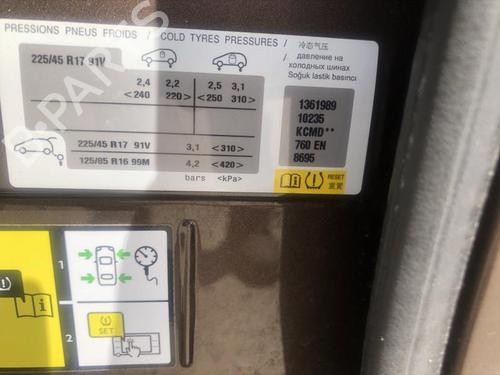 PRESSIONS PNEUS FROIDS / COLD TYRES PRESSURES / 冷态气压
давление на
холодных шинах
Soğuk lastik basıncı
225/45 R17 91V
2,4 2,2 2,5 3,1
<240 220> <250 310>
225/45 R17 91V 3,1 <310>
125/85 R16 99M 4,2 <420>
bars <kPa>
1361989
10235
KCMD**
760 EN
8695
RESET
重置
1
2
SET
B-PARTS